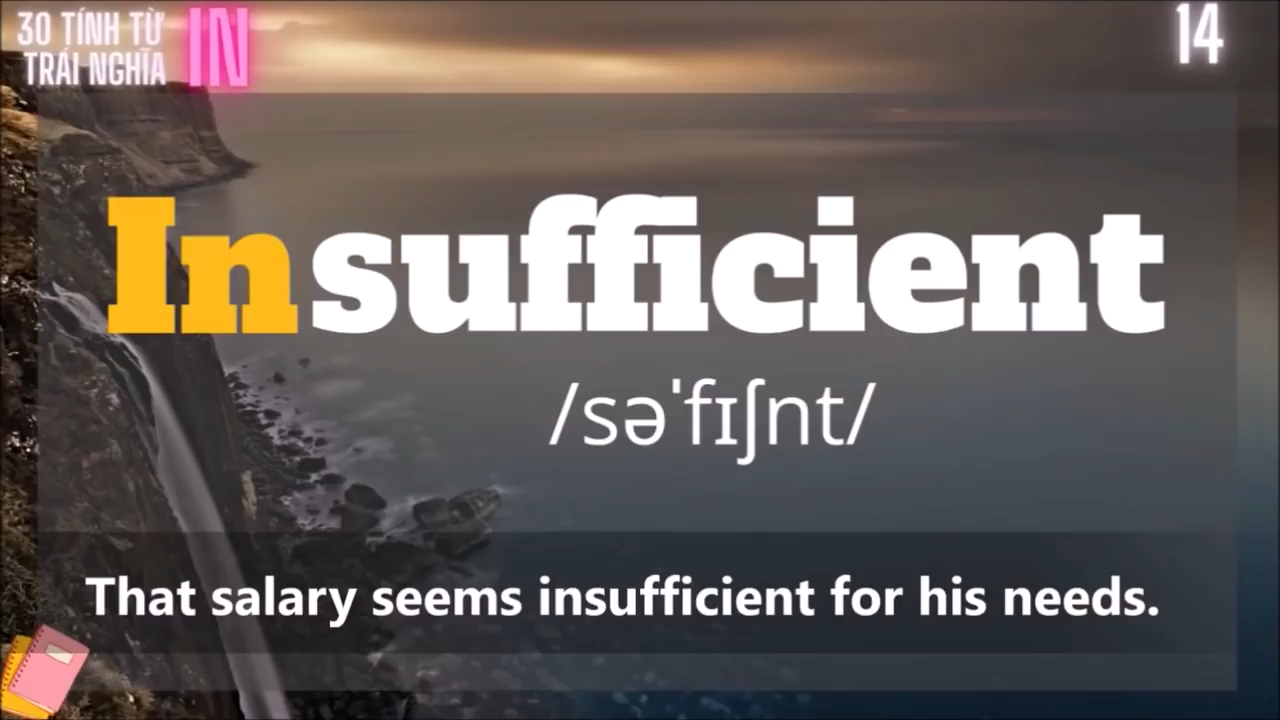 30 TÍNH TỪ
TRÁI NGHĨA IN
14
Insufficient
/səˈfɪʃnt/
That salary seems insufficient for his needs.